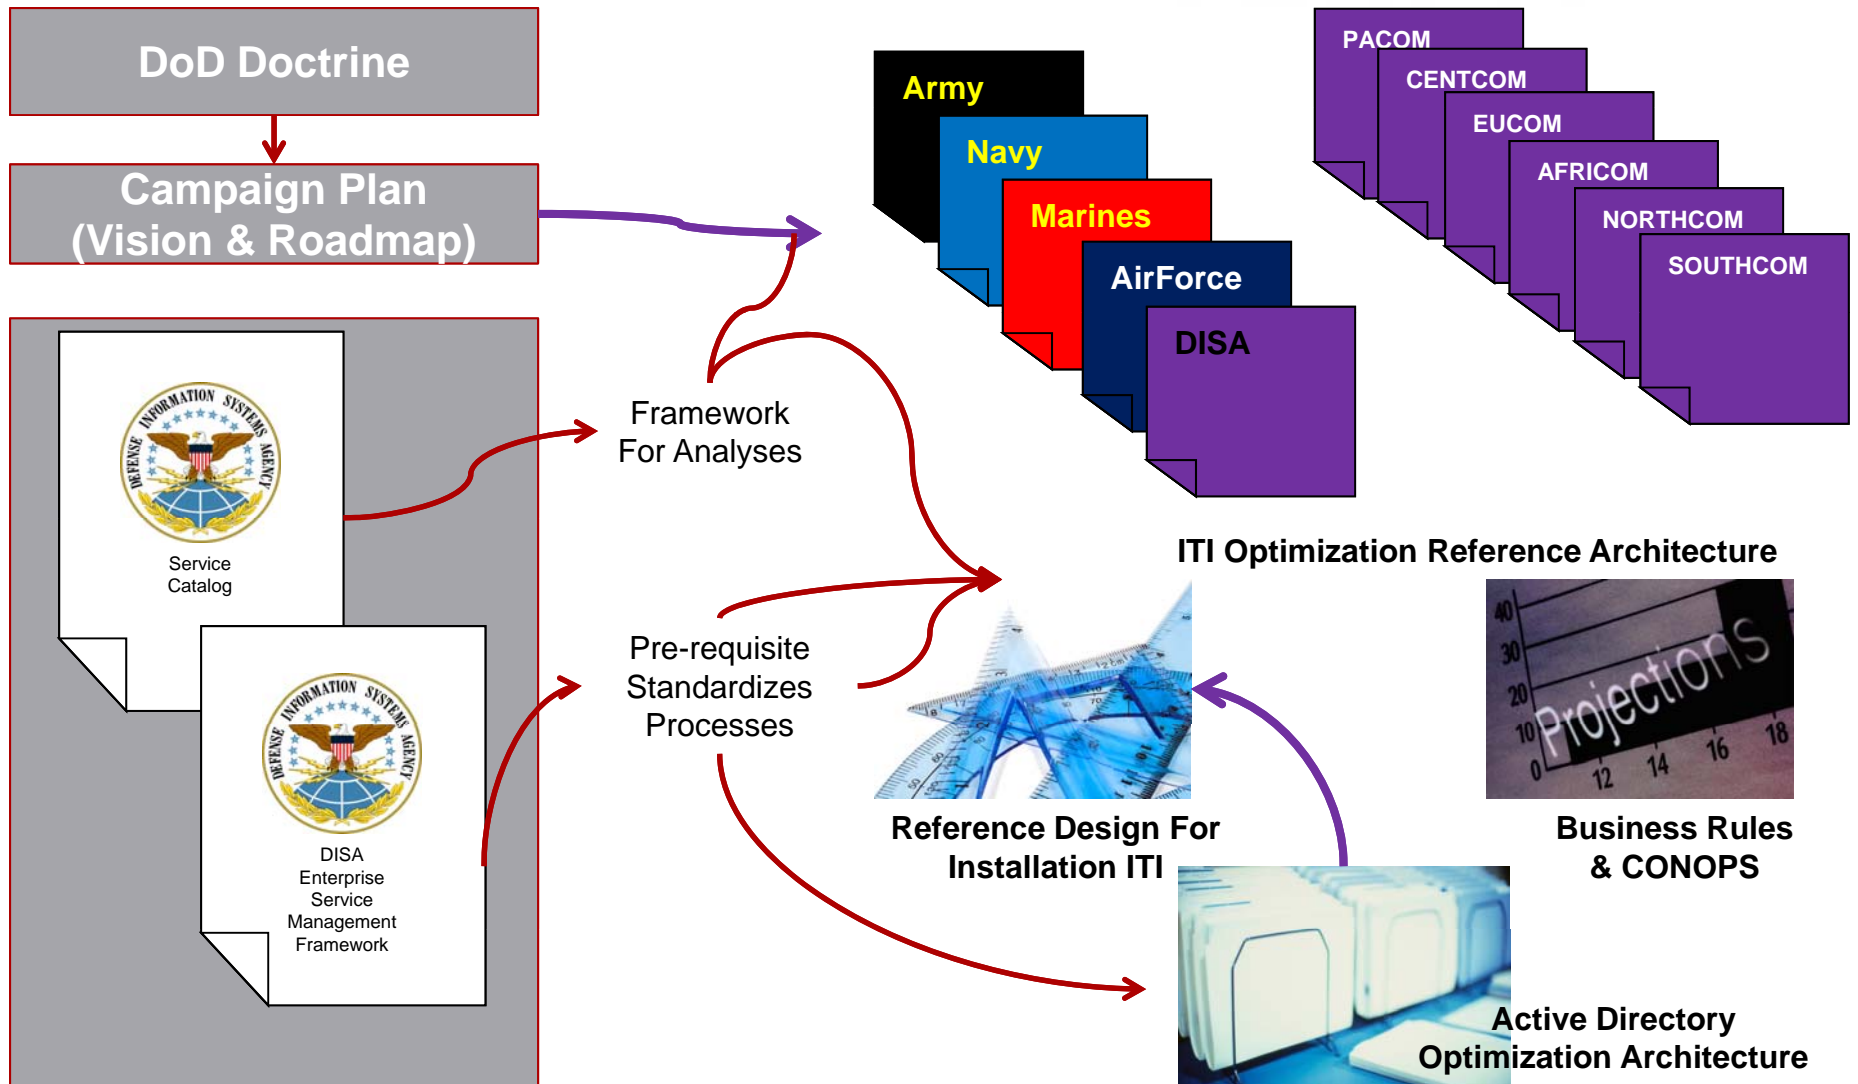 DoD Doctrine
Campaign Plan
(Vision & Roadmap)
DEFENSE INFORMATION SYSTEMS AGENCY
Service
Catalog
DEFENSE INFORMATION SYSTEMS AGENCY
DISA
Enterprise
Service
Management
Framework
Framework
For Analyses
Pre-requisite
Standardizes
Processes
Army
Navy
Marines
AirForce
DISA
PACOM
CENTCOM
EUCOM
AFRICOM
NORTHCOM
SOUTHCOM
ITI Optimization Reference Architecture
Reference Design For
Installation ITI
40
30
20
10
0
Projections
12 14 16 18
Business Rules
& CONOPS
Active Directory
Optimization Architecture